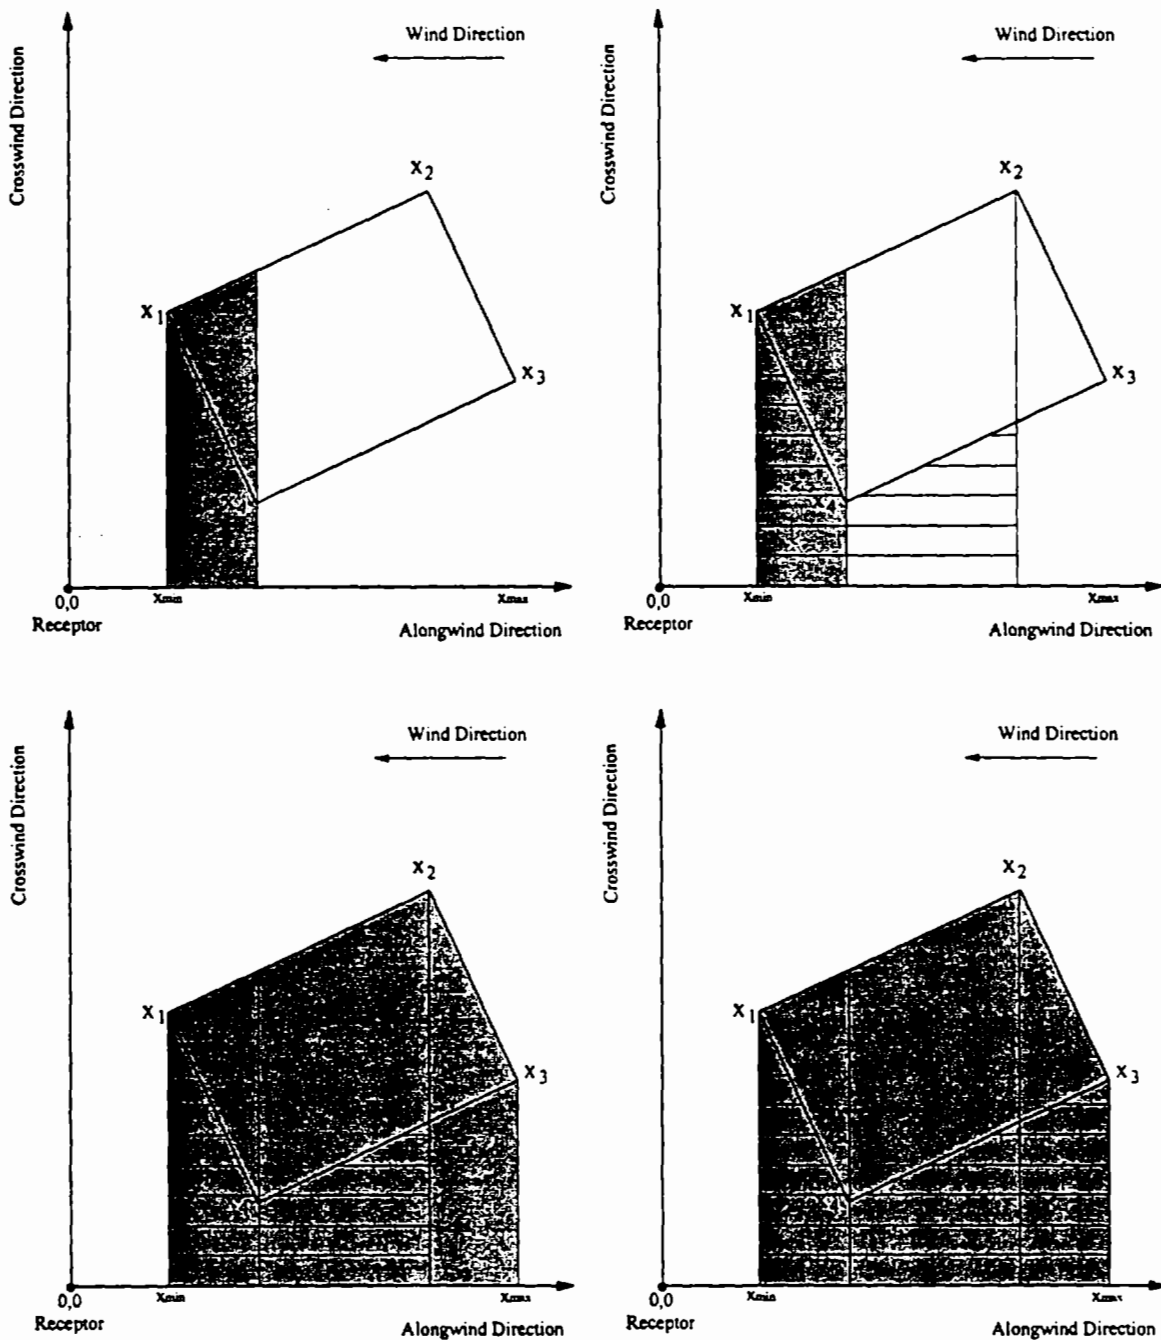 Crosswind Direction
Wind Direction
x2
x1
x3
0,0
Xmin
Xmax
Receptor
Alongwind Direction
Crosswind Direction
Wind Direction
x2
x1
x3
x4
0,0
Xmin
Xmax
Receptor
Alongwind Direction
Crosswind Direction
Wind Direction
x2
x1
x3
0,0
Xmin
Xmax
Receptor
Alongwind Direction
Crosswind Direction
Wind Direction
x2
x1
x3
0,0
Xmin
Xmax
Receptor
Alongwind Direction